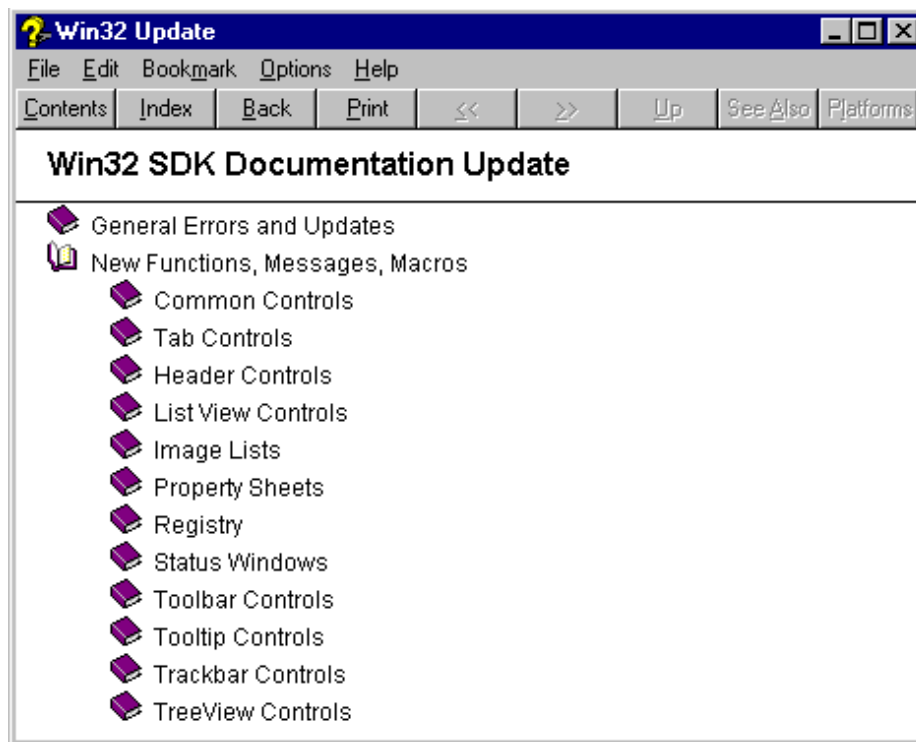 Win32 Update
File Edit Bookmark Options Help
Contents Index Back Print << >> Up See Also Platforms
Win32 SDK Documentation Update
General Errors and Updates
New Functions, Messages, Macros
Common Controls
Tab Controls
Header Controls
List View Controls
Image Lists
Property Sheets
Registry
Status Windows
Toolbar Controls
Tooltip Controls
Trackbar Controls
TreeView Controls